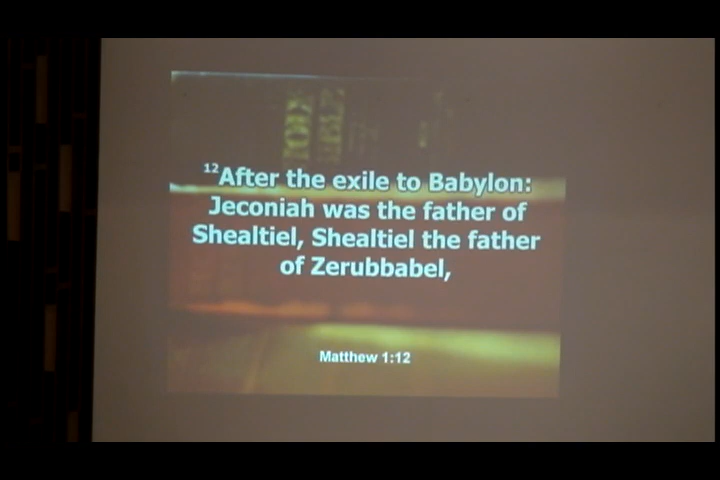 12After the exile to Babylon:
Jeconiah was the father of
Shealtiel, Shealtiel the father
of Zerubbabel,
Matthew 1:12